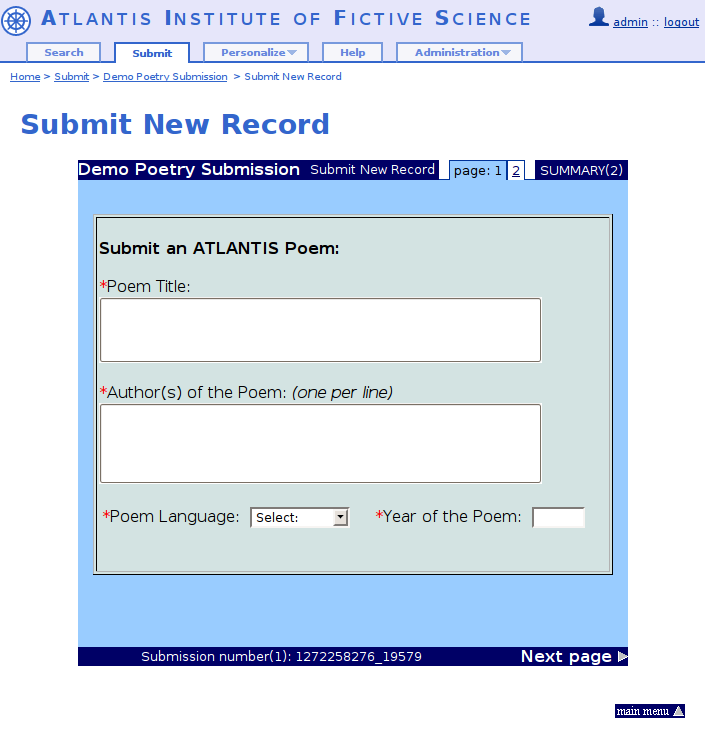 ATLANTIS INSTITUTE OF FICTIVE SCIENCE
admin :: logout
Search Submit Personalize Help Administration
Home > Submit > Demo Poetry Submission > Submit New Record
Submit New Record
Demo Poetry Submission Submit New Record page: 1 2 SUMMARY(2)
Submit an ATLANTIS Poem:
*Poem Title:
*Author(s) of the Poem: (one per line)
*Poem Language: Select: *Year of the Poem:
Submission number(1): 1272258276_19579 Next page
main menu